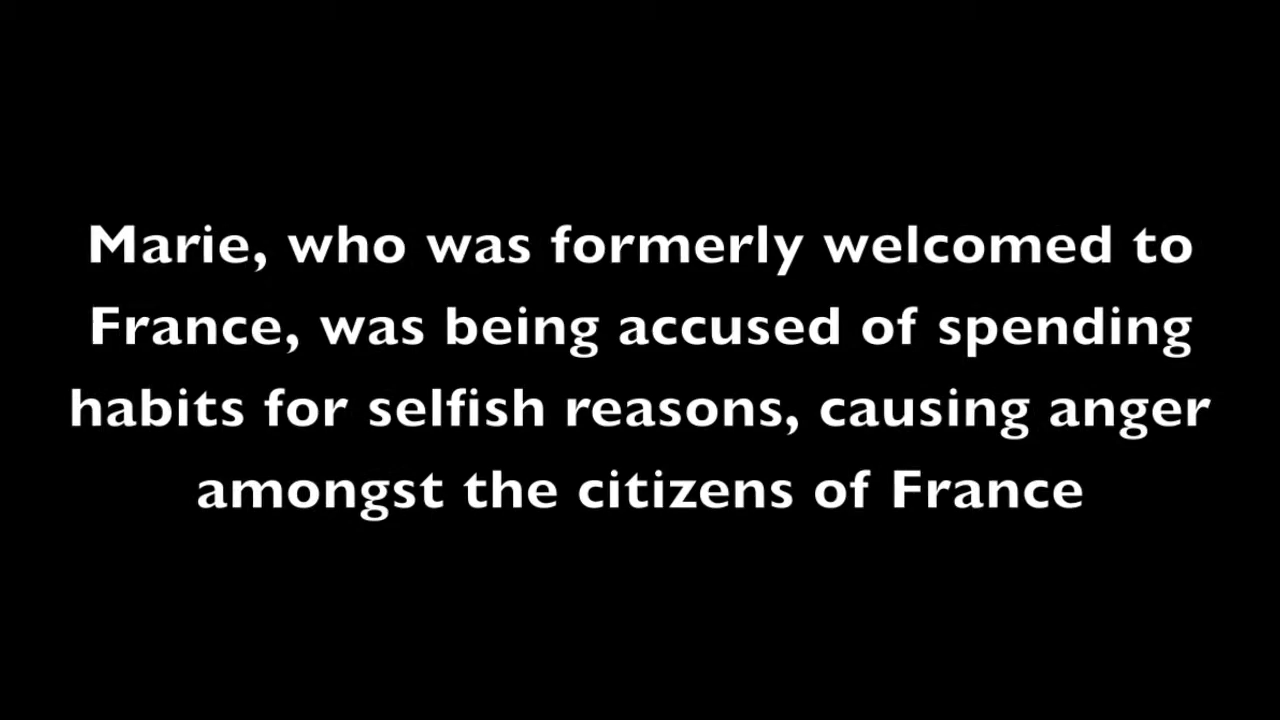 Marie, who was formerly welcomed to
France, was being accused of spending
habits for selfish reasons, causing anger
amongst the citizens of France